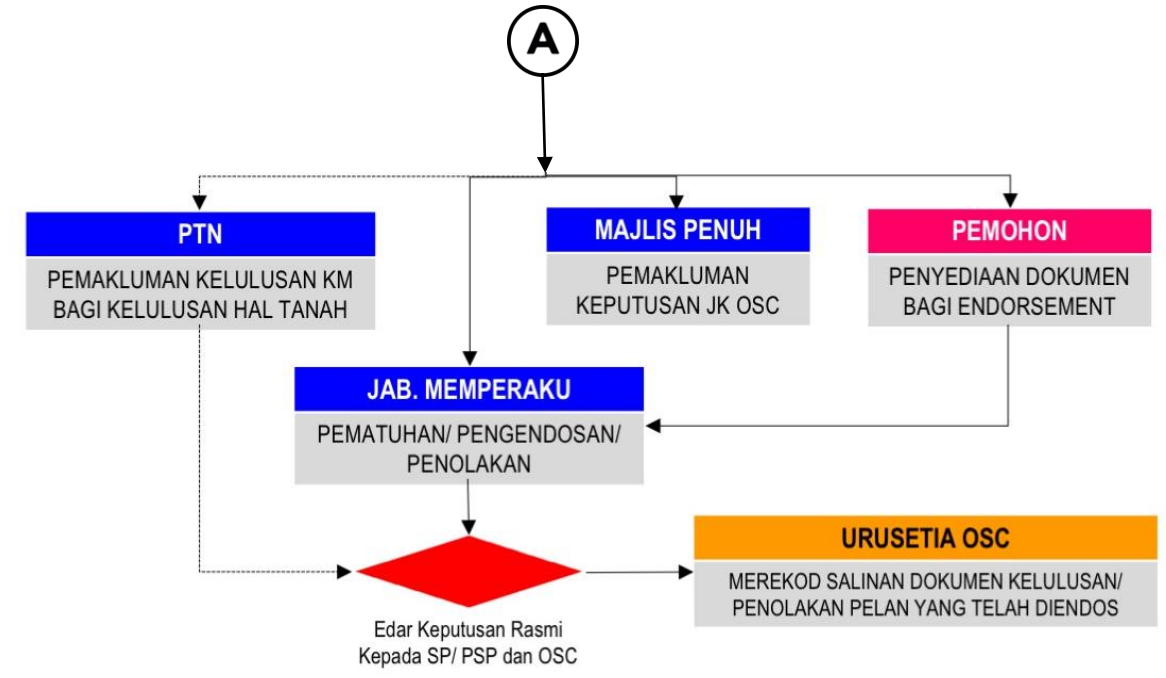 A
PTN
PEMAKLUMAN KELULUSAN KM
BAGI KELULUSAN HAL TANAH
MAJLIS PENUH
PEMAKLUMAN
KEPUTUSAN JK OSC
PEMOHON
PENYEDIAAN DOKUMEN
BAGI ENDORSEMENT
JAB. MEMPERAKU
PEMATUHAN/ PENGENDOSAN/
PENOLAKAN
Edar Keputusan Rasmi
Kepada SP/ PSP dan OSC
URUSETIA OSC
MEREKOD SALINAN DOKUMEN KELULUSAN/
PENOLAKAN PELAN YANG TELAH DIENDOS